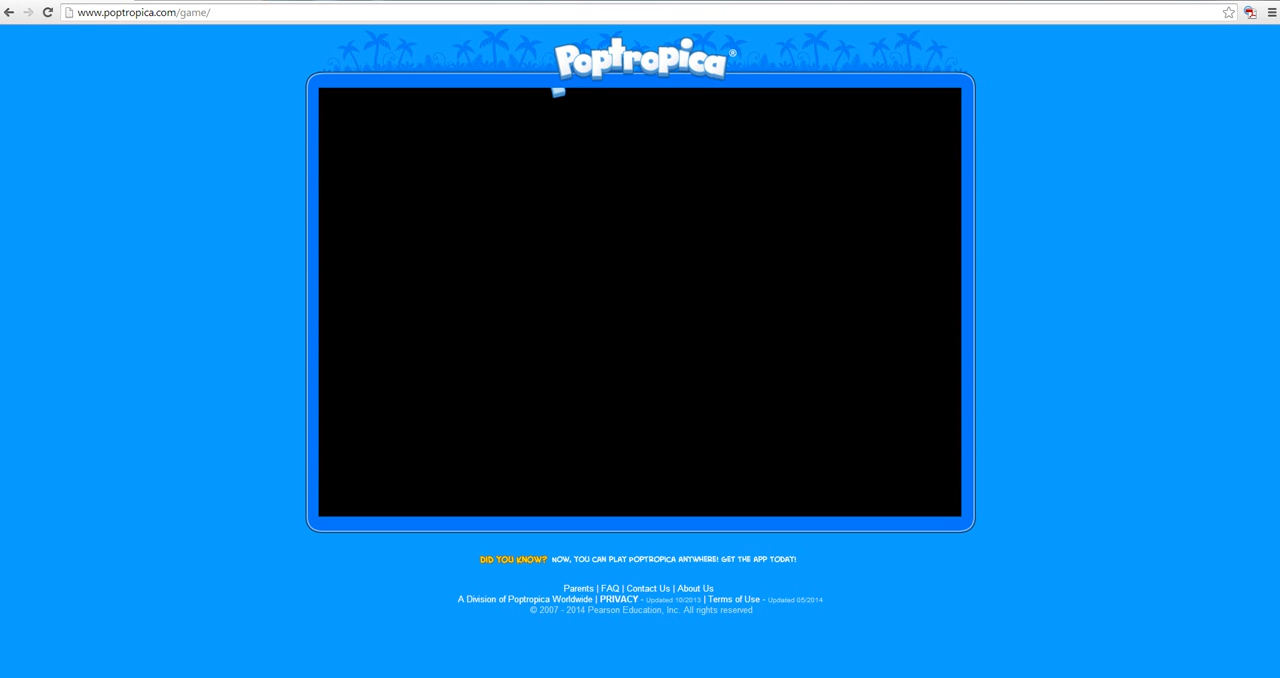 www.poptropica.com/game/
Poptropica®
DID YOU KNOW? NOW, YOU CAN PLAY POPTROPICA ANYWHERE! GET THE APP TODAY!
Parents | FAQ | Contact Us | About Us
A Division of Poptropica Worldwide | PRIVACY - Updated 10/2013 | Terms of Use - Updated 05/2014
© 2007 - 2014 Pearson Education, Inc. All rights reserved